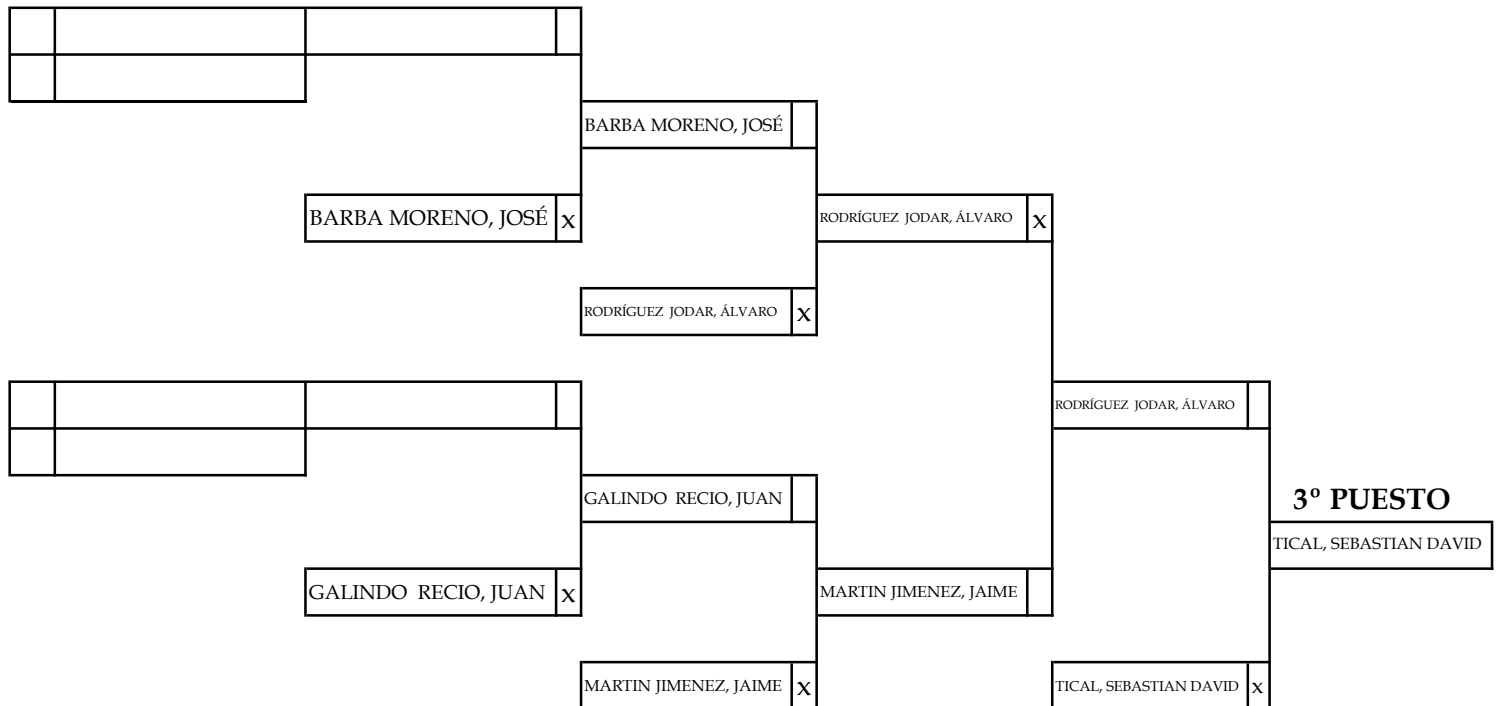 BARBA MORENO, JOSÉ
BARBA MORENO, JOSÉ x
RODRÍGUEZ JODAR, ÁLVARO x
RODRÍGUEZ JODAR, ÁLVARO x
RODRÍGUEZ JODAR, ÁLVARO
GALINDO RECIO, JUAN
3º PUESTO
TICAL, SEBASTIAN DAVID
GALINDO RECIO, JUAN x
MARTIN JIMENEZ, JAIME
MARTIN JIMENEZ, JAIME x
TICAL, SEBASTIAN DAVID x